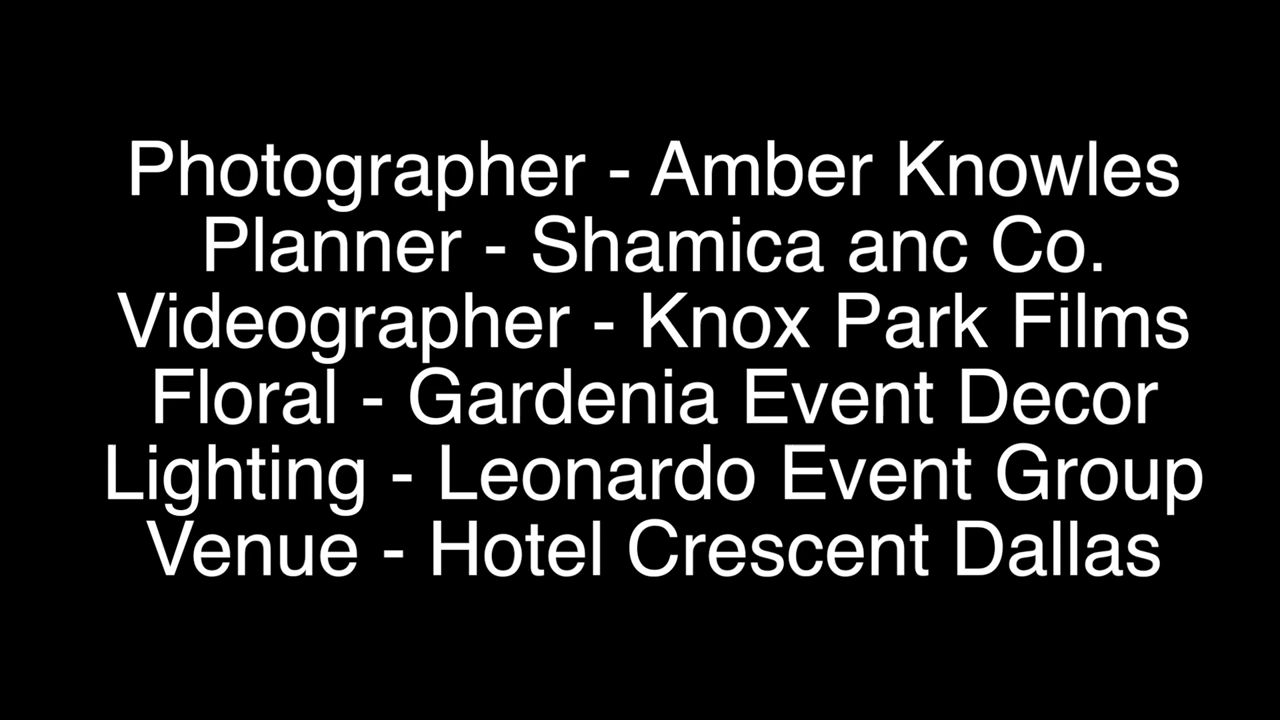 Photographer - Amber Knowles
Planner - Shamica anc Co.
Videographer - Knox Park Films
Floral - Gardenia Event Decor
Lighting - Leonardo Event Group
Venue - Hotel Crescent Dallas